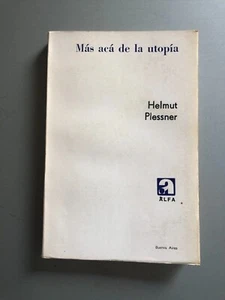 Más acá de la utopía
Helmut
Plessner
ALFA
Buenos Aires